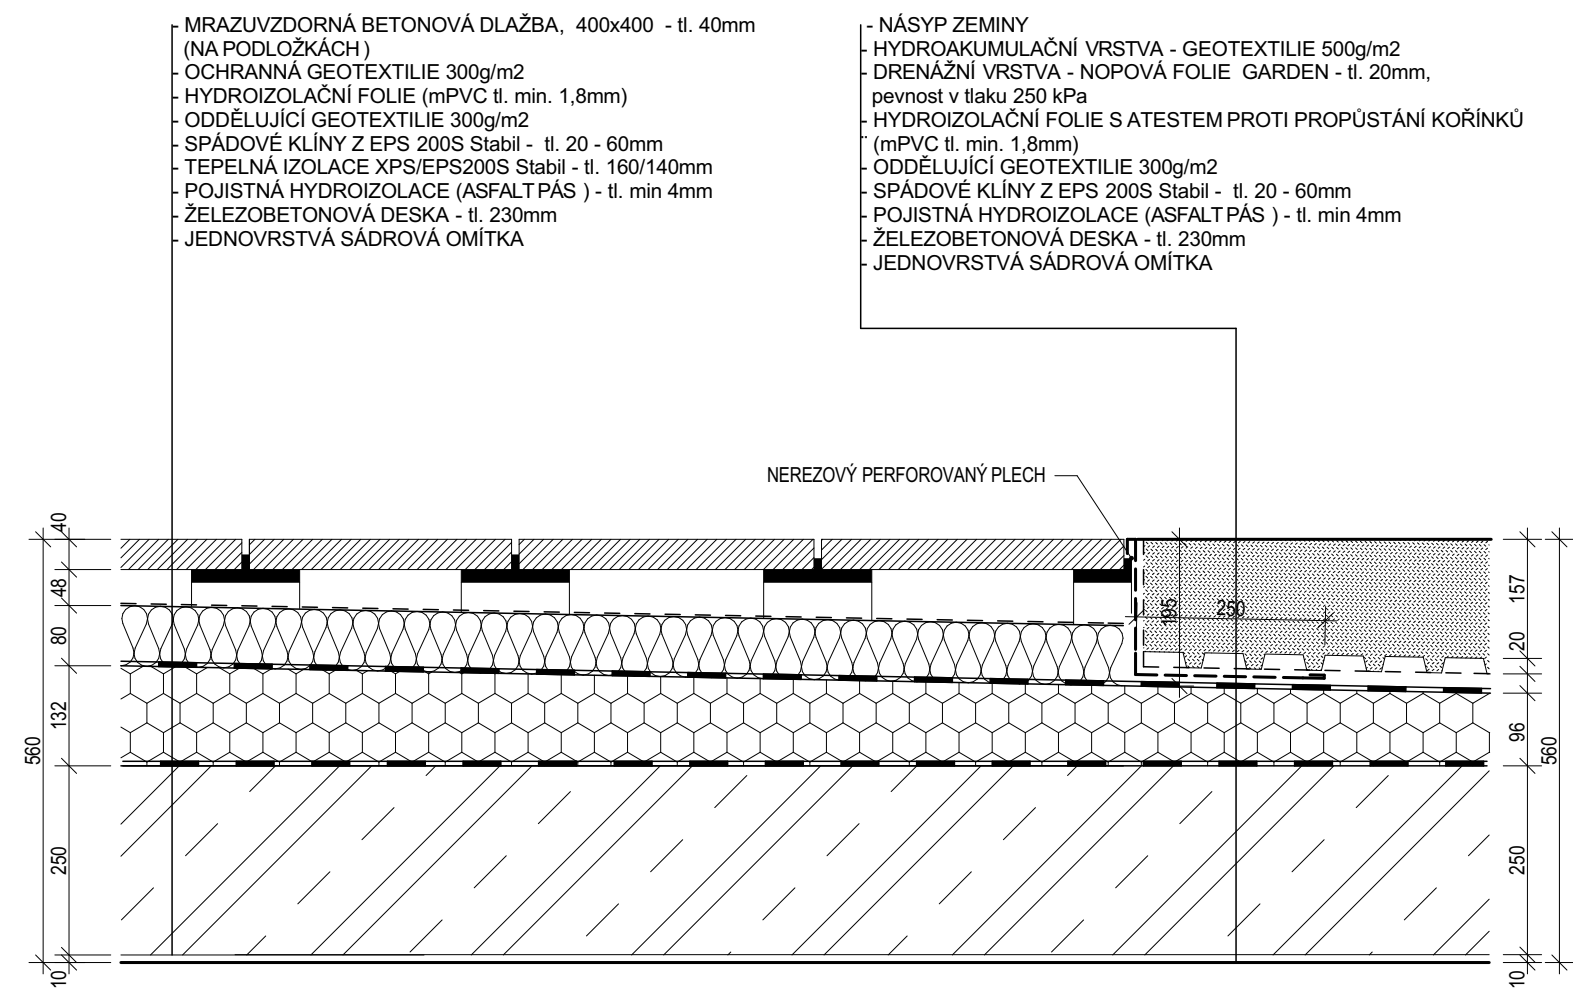 - MRAZUVZDORNÁ BETONOVÁ DLAŽBA, 400x400 - tl. 40mm
(NA PODLOŽKÁCH )
- OCHRANNÁ GEOTEXTILIE 300g/m2
- HYDROIZOLAČNÍ FOLIE (mPVC tl. min. 1,8mm)
- ODDĚLUJÍCÍ GEOTEXTILIE 300g/m2
- SPÁDOVÉ KLÍNY Z EPS 200S Stabil - tl. 20 - 60mm
- TEPELNÁ IZOLACE XPS/EPS200S Stabil - tl. 160/140mm
- POJISTNÁ HYDROIZOLACE (ASFALT PÁS ) - tl. min 4mm
- ŽELEZOBETONOVÁ DESKA - tl. 230mm
- JEDNOVRSTVÁ SÁDROVÁ OMÍTKA
- NÁSYP ZEMINY
- HYDROAKUMULAČNÍ VRSTVA - GEOTEXTILIE 500g/m2
- DRENÁŽNÍ VRSTVA - NOPOVÁ FOLIE GARDEN - tl. 20mm,
pevnost v tlaku 250 kPa
- HYDROIZOLAČNÍ FOLIE S ATESTEM PROTI PROPŮSTÁNÍ KOŘÍNKŮ
(mPVC tl. min. 1,8mm)
- ODDĚLUJÍCÍ GEOTEXTILIE 300g/m2
- SPÁDOVÉ KLÍNY Z EPS 200S Stabil - tl. 20 - 60mm
- POJISTNÁ HYDROIZOLACE (ASFALT PÁS ) - tl. min 4mm
- ŽELEZOBETONOVÁ DESKA - tl. 230mm
- JEDNOVRSTVÁ SÁDROVÁ OMÍTKA
NEREZOVÝ PERFOROVANÝ PLECH
560
40
48
80
132
250
10
195
250
157
20
96
250
10
560